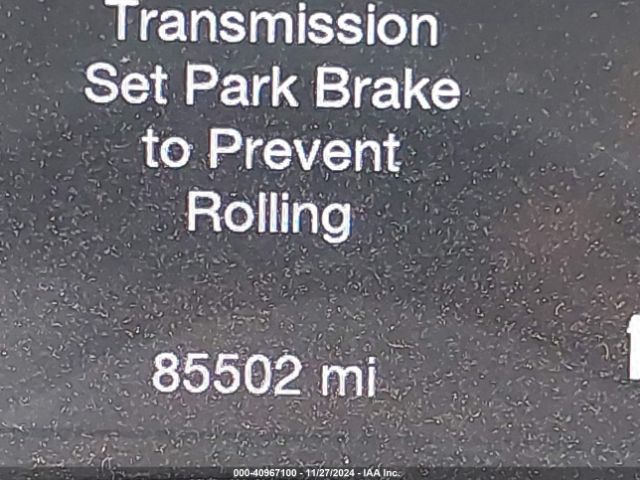 Transmission
Set Park Brake
to Prevent
Rolling
85502 mi
000-40967100 - 11/27/2024 - IAA Inc.